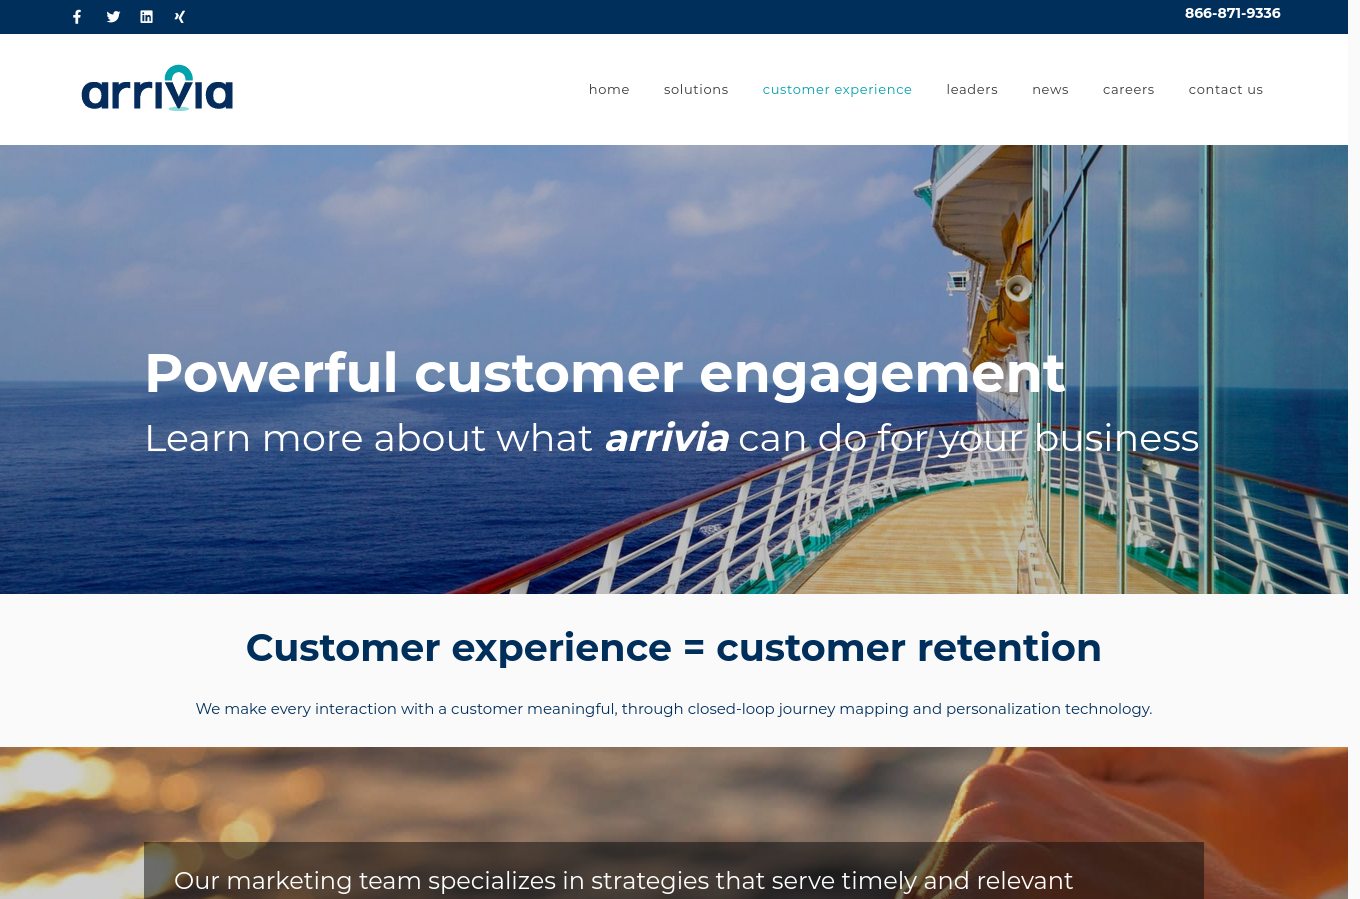 866-871-9336
arrivia
home solutions customer experience leaders news careers contact us
Powerful customer engagement
Learn more about what arrivia can do for your business
Customer experience = customer retention
We make every interaction with a customer meaningful, through closed-loop journey mapping and personalization technology.
Our marketing team specializes in strategies that serve timely and relevant